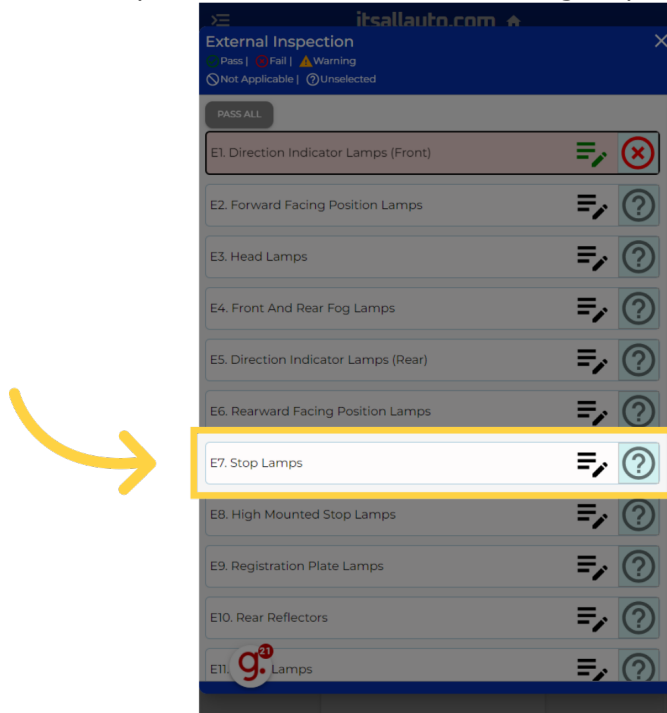 itsallauto.com
External Inspection
Pass | Fail | Warning
Not Applicable | Unselected
PASS ALL
E1. Direction Indicator Lamps (Front)
E2. Forward Facing Position Lamps
E3. Head Lamps
E4. Front And Rear Fog Lamps
E5. Direction Indicator Lamps (Rear)
E6. Rearward Facing Position Lamps
E7. Stop Lamps
E8. High Mounted Stop Lamps
E9. Registration Plate Lamps
E10. Rear Reflectors
E11. Lamps
g.
21